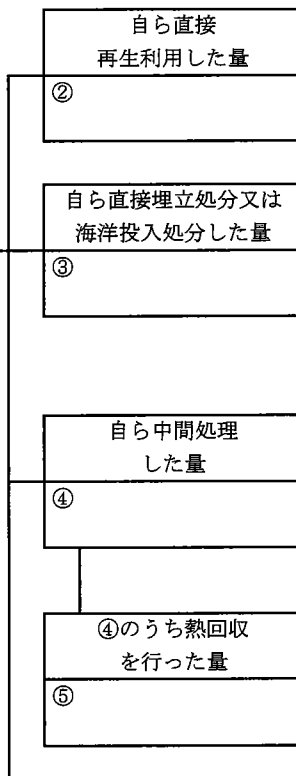 自ら直接
再生利用した量
②
自ら直接埋立処分又は
海洋投入処分した量
③
自ら中間処理
した量
④
④のうち熱回収
を行った量
⑤